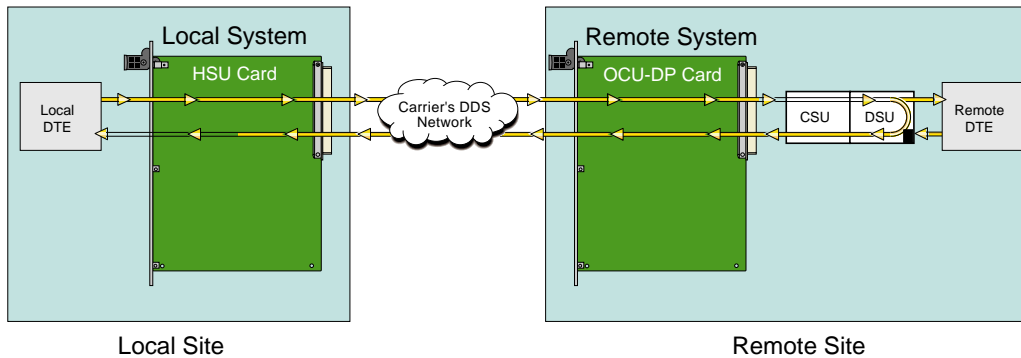 Local System
Remote System
HSU Card
OCU-DP Card
Local
DTE
Carrier's DDS
Network
CSU
DSU
Remote
DTE
Local Site
Remote Site